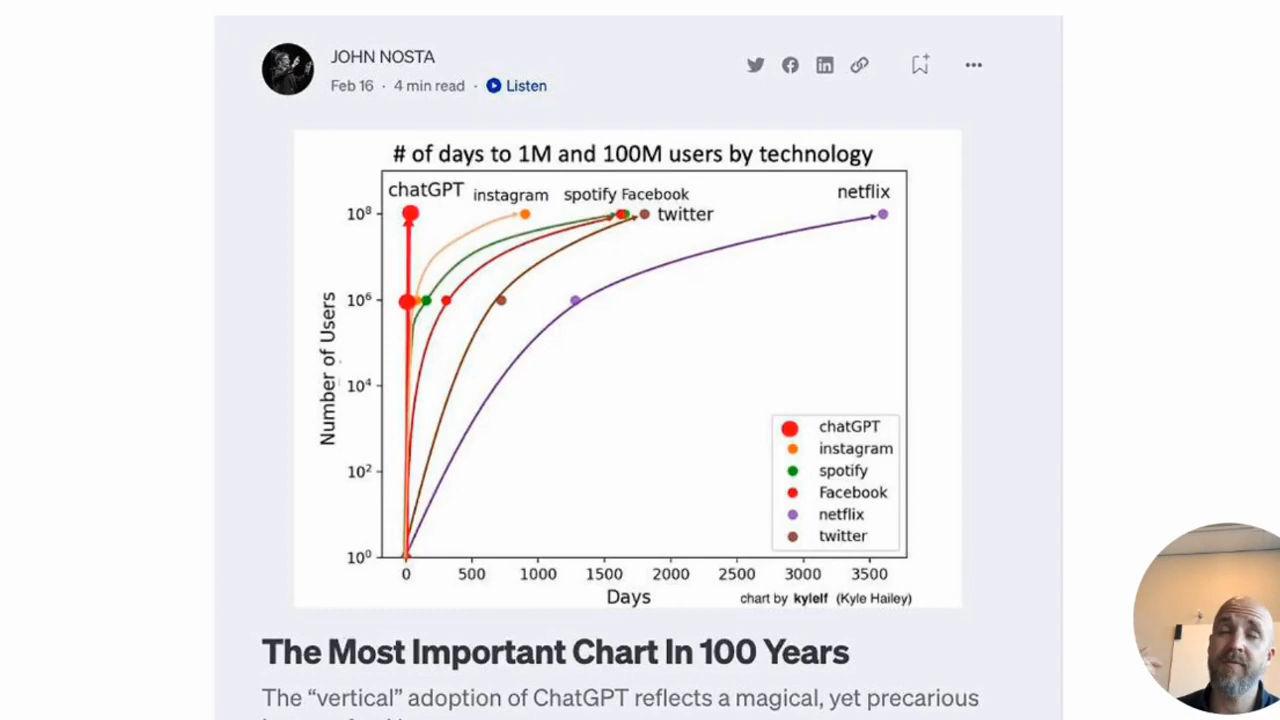 JOHN NOSTA
Feb 16 · 4 min read · Listen
# of days to 1M and 100M users by technology
chatGPT instagram spotify Facebook netflix
twitter
10⁸
10⁶
10⁴
10²
10⁰
Number of Users
0 500 1000 1500 2000 2500 3000 3500
Days
chatGPT
instagram
spotify
Facebook
netflix
twitter
chart by kylelf (Kyle Hailey)
The Most Important Chart In 100 Years
The “vertical” adoption of ChatGPT reflects a magical, yet precarious